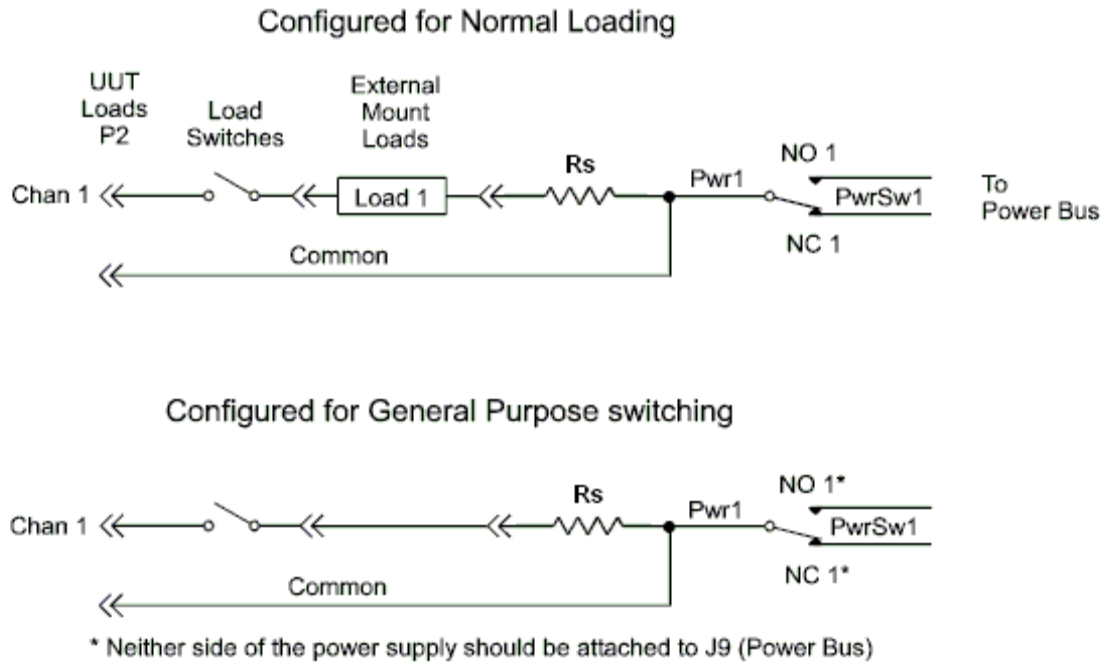 Configured for Normal Loading
UUT
Loads
P2
Load
Switches
External
Mount
Loads
Chan 1
Load 1
Rs
Pwr1
NO 1
PwrSw1
NC 1
To
Power Bus
Common
Configured for General Purpose switching
Chan 1
Rs
Pwr1
NO 1*
PwrSw1
NC 1*
Common
* Neither side of the power supply should be attached to J9 (Power Bus)